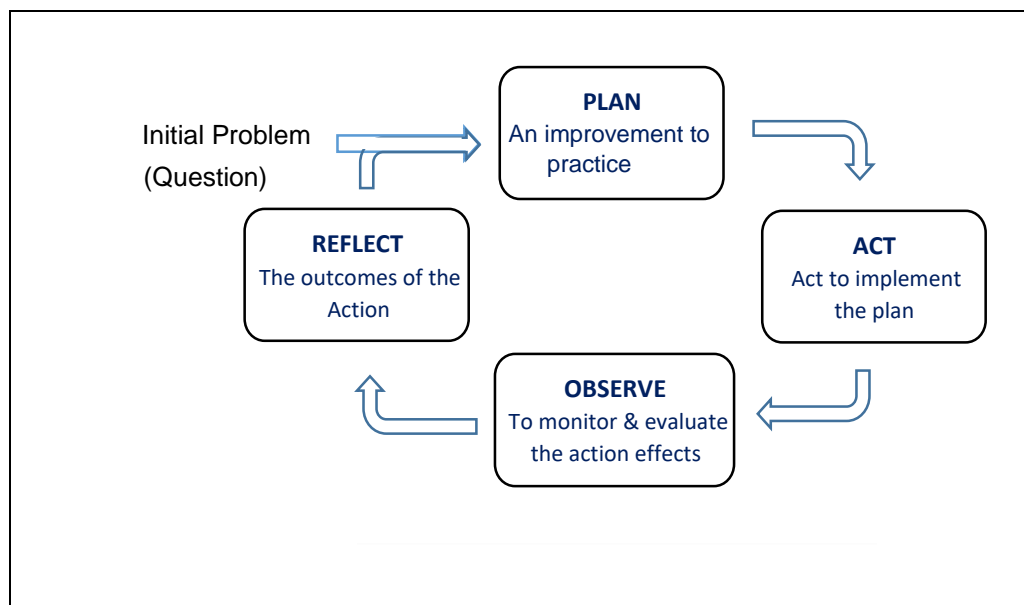 Initial Problem
(Question)
PLAN
An improvement to
practice
ACT
Act to implement
the plan
OBSERVE
To monitor & evaluate
the action effects
REFLECT
The outcomes of the
Action